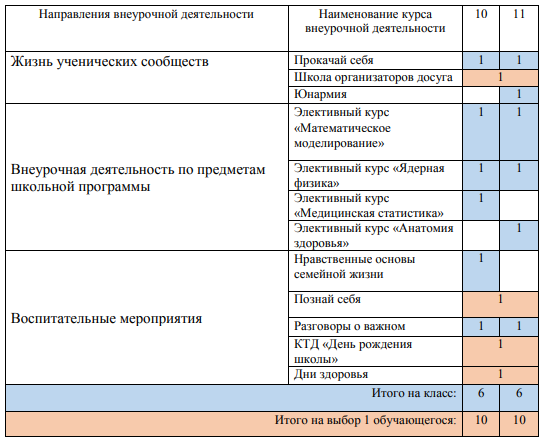 Направления внеурочной деятельности
Наименование курса
внеурочной деятельности
10
11
Жизнь ученических сообществ
Прокачай себя
1
1
Школа организаторов досуга
1
Юнармия
1
Внеурочная деятельность по предметам
школьной программы
Элективный курс
«Математическое
моделирование»
1
1
Элективный курс «Ядерная
физика»
1
1
Элективный курс
«Медицинская статистика»
1
Элективный курс «Анатомия
здоровья»
1
Воспитательные мероприятия
Нравственные основы
семейной жизни
1
Познай себя
1
Разговоры о важном
1
1
КТД «День рождения
школы»
1
Дни здоровья
1
Итого на класс:
6
6
Итого на выбор 1 обучающегося:
10
10